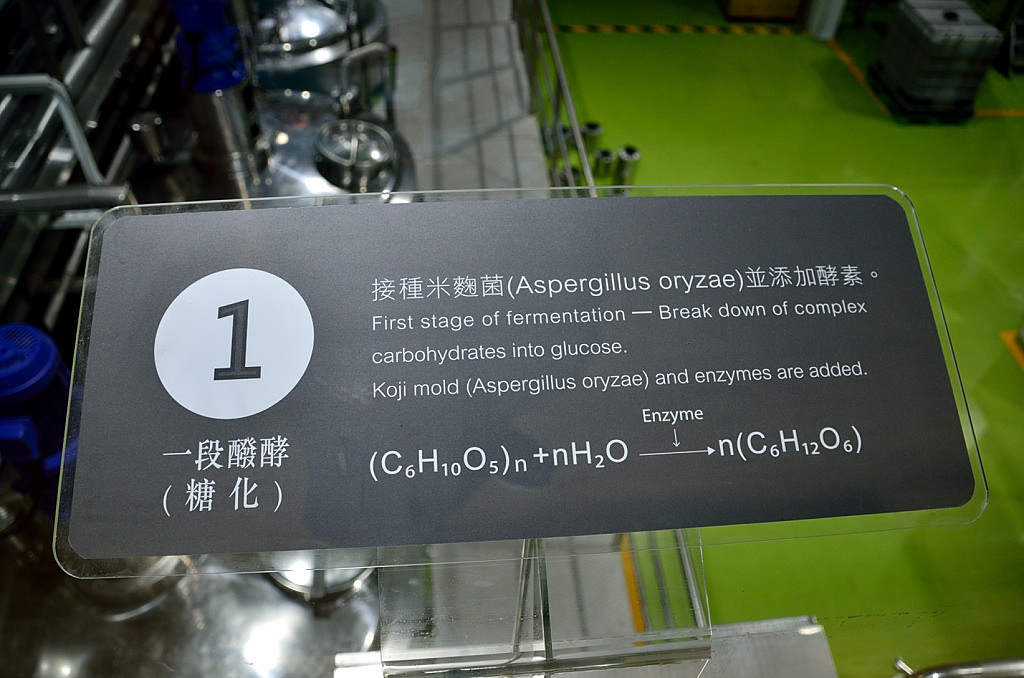 1
一段醱酵
(糖化)
接種米麴菌(Aspergillus oryzae)並添加酵素。
First stage of fermentation — Break down of complex
carbohydrates into glucose.
Koji mold (Aspergillus oryzae) and enzymes are added.
Enzyme
↓
(C₆H₁₀O₅)ₙ+nH₂O → n(C₆H₁₂O₆)